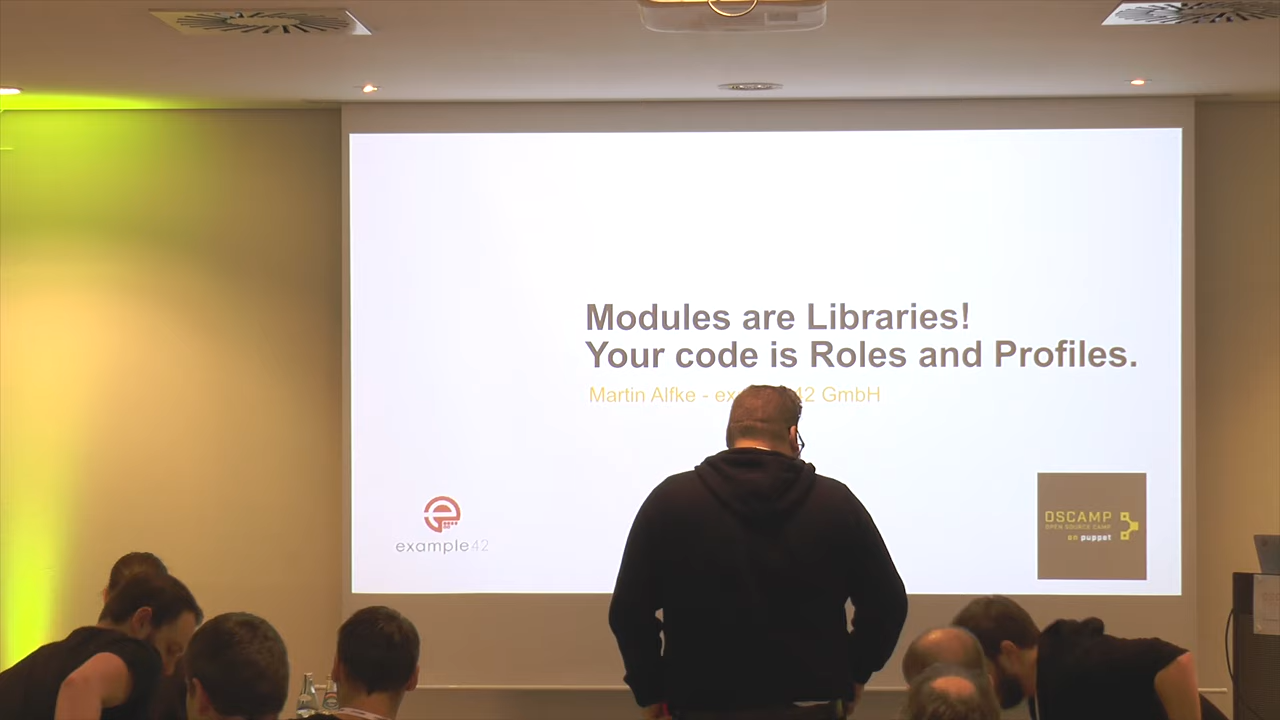 Modules are Libraries!
Your code is Roles and Profiles.
Martin Alfke - ex 42 GmbH
example42
OSCAMP
OPEN SOURCE CAMP
on puppet